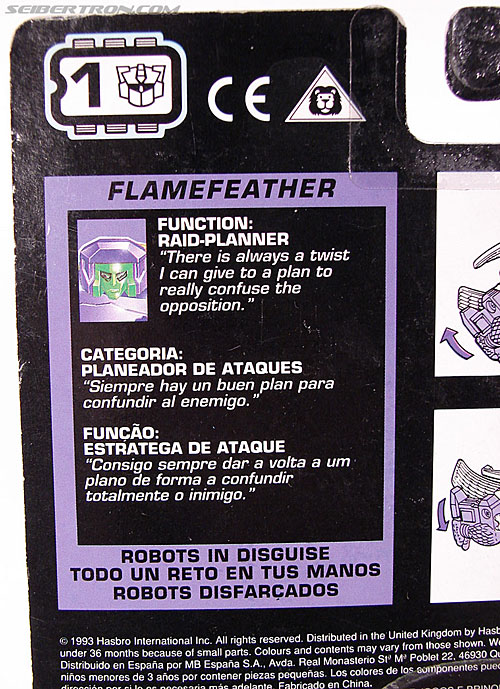 SEIBERTRON.COM
1
CE
FLAMEFEATHER
FUNCTION:
RAID-PLANNER
"There is always a twist
I can give to a plan to
really confuse the
opposition."
CATEGORIA:
PLANEADOR DE ATAQUES
"Siempre hay un buen plan para
confundir al enemigo."
FUNÇÃO:
ESTRATEGA DE ATAQUE
"Consigo sempre dar a volta a um
plano de forma a confundir
totalmente o inimigo."
ROBOTS IN DISGUISE
TODO UN RETO EN TUS MANOS
ROBOTS DISFARÇADOS
© 1993 Hasbro International Inc. All rights reserved. Distributed in the United Kingdom by
under 36 months because of small parts. Colours and contents may vary from those shown.
Distribuido en España por MB España S.A., Avda. Real Monasterio Stª Mª Poblet 22, 46930
niños menores de 3 años por contener piezas pequeñas. Los colores de los componentes
dirección por si lo es necesaria más adelante. Fabricado en China.